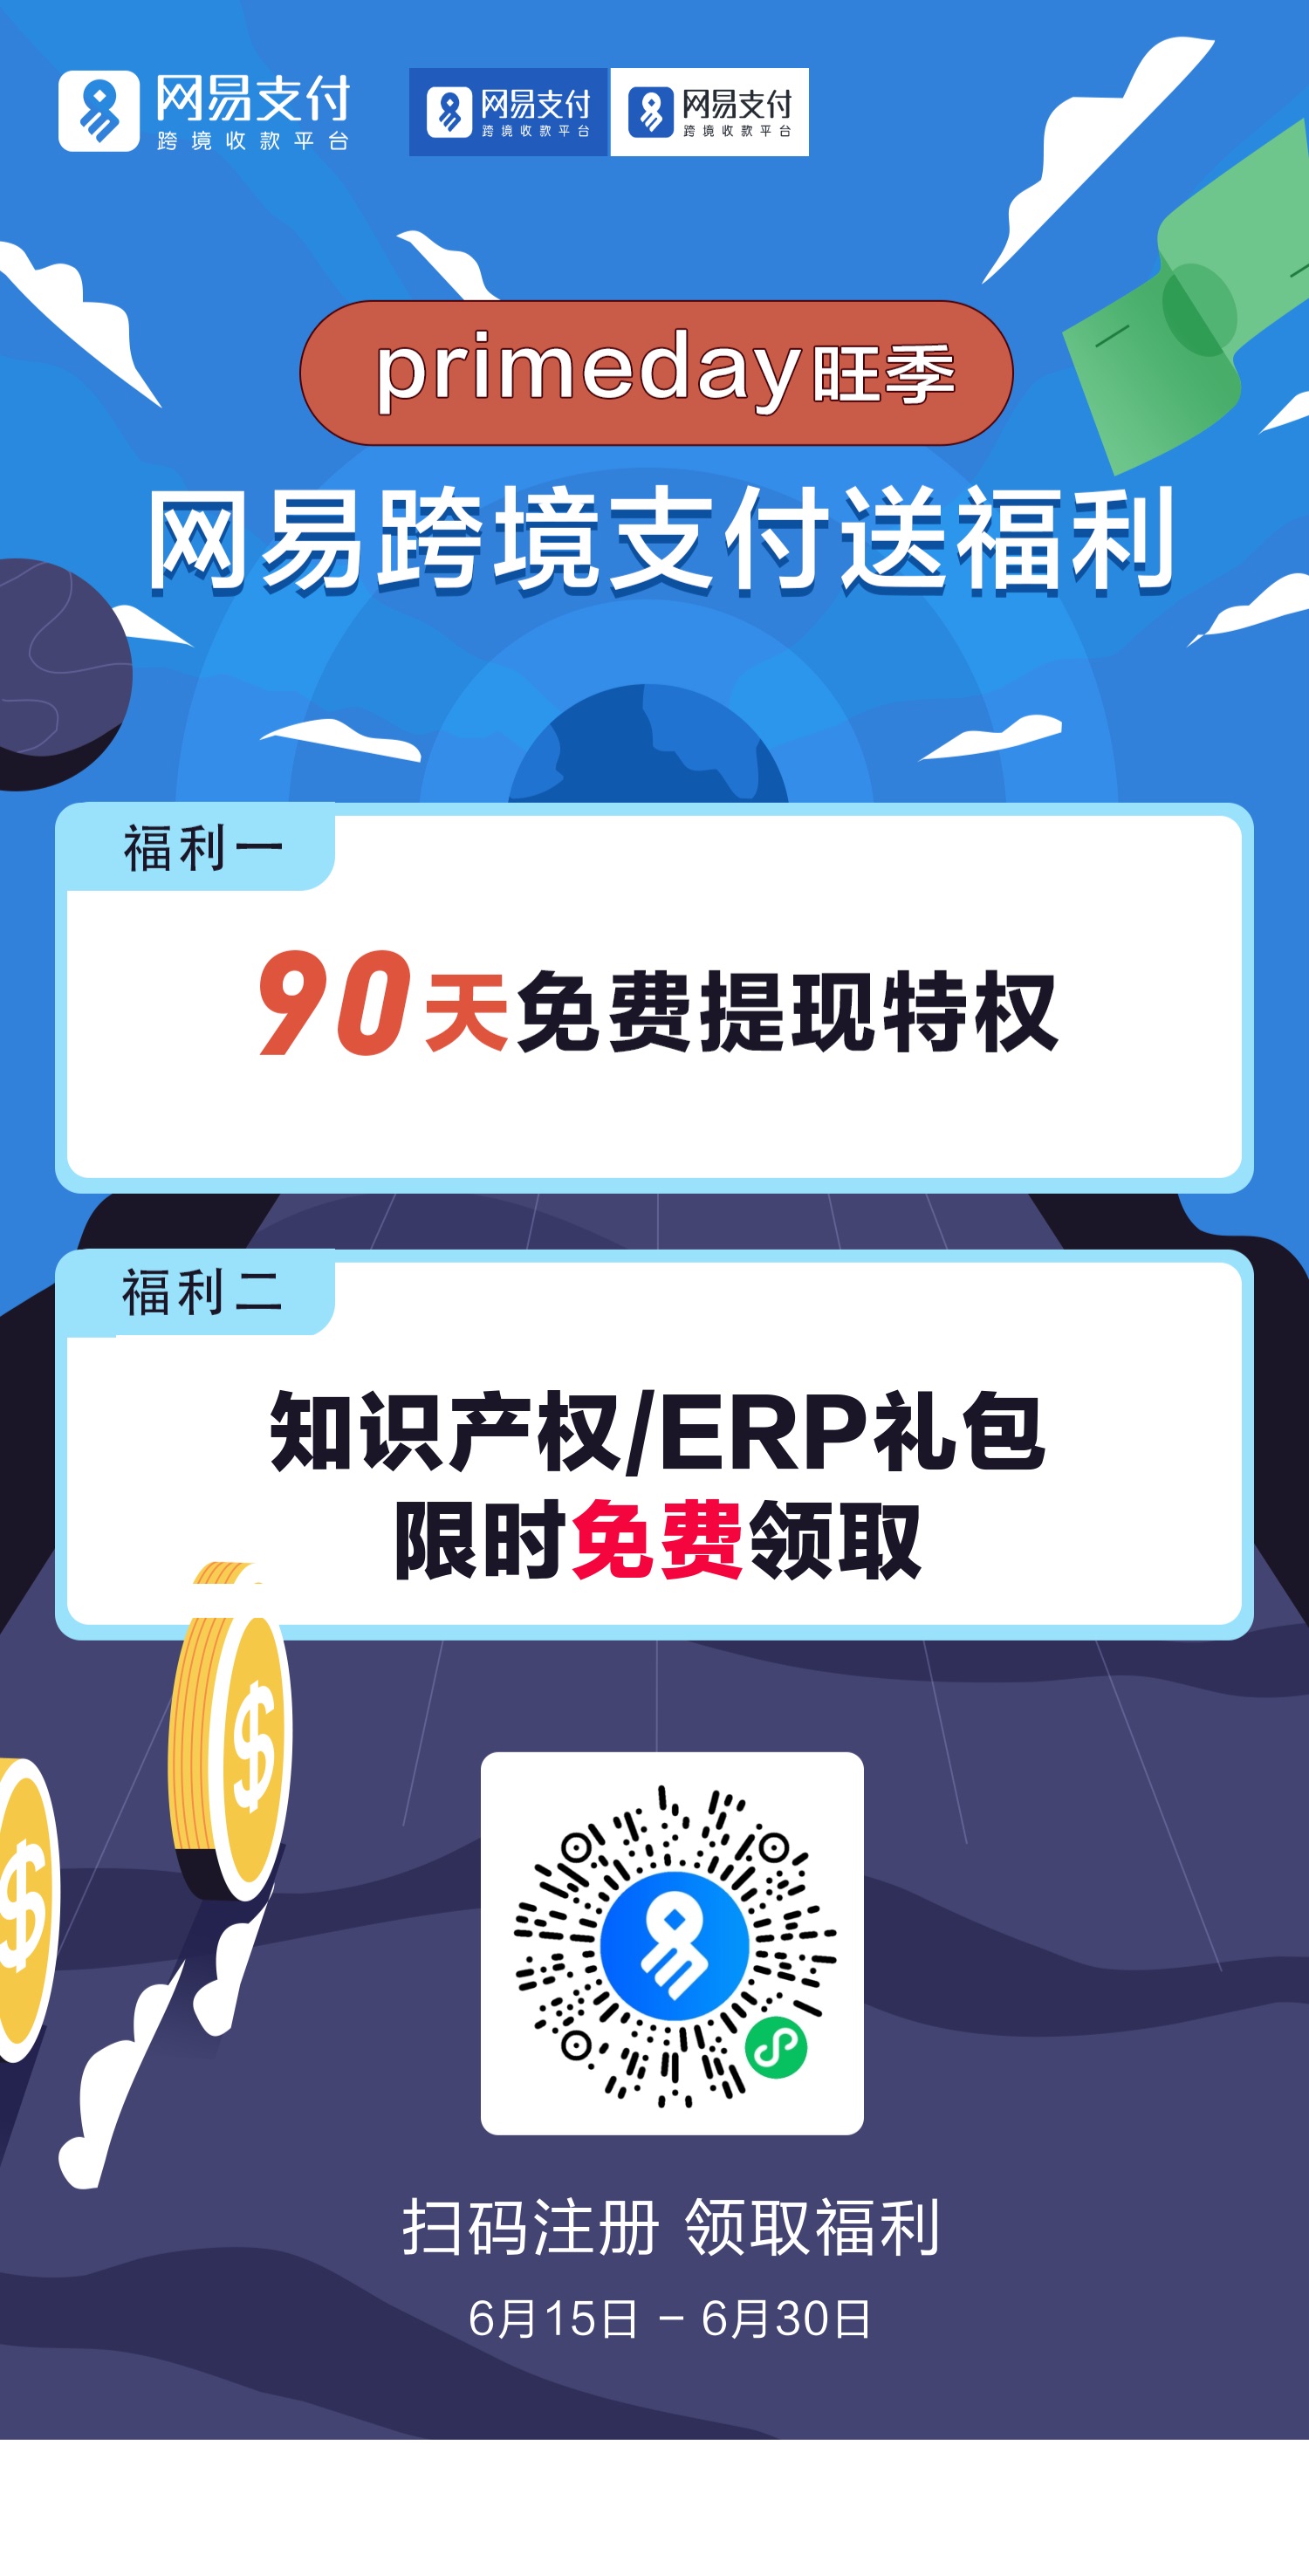 网易支付
跨境收款平台
网易支付
跨境收款平台
网易支付
跨境收款平台
primeday旺季
网易跨境支付送福利
福利一
90天免费提现特权
福利二
知识产权/ERP礼包
限时免费领取
$
$
扫码注册 领取福利
6月15日 - 6月30日